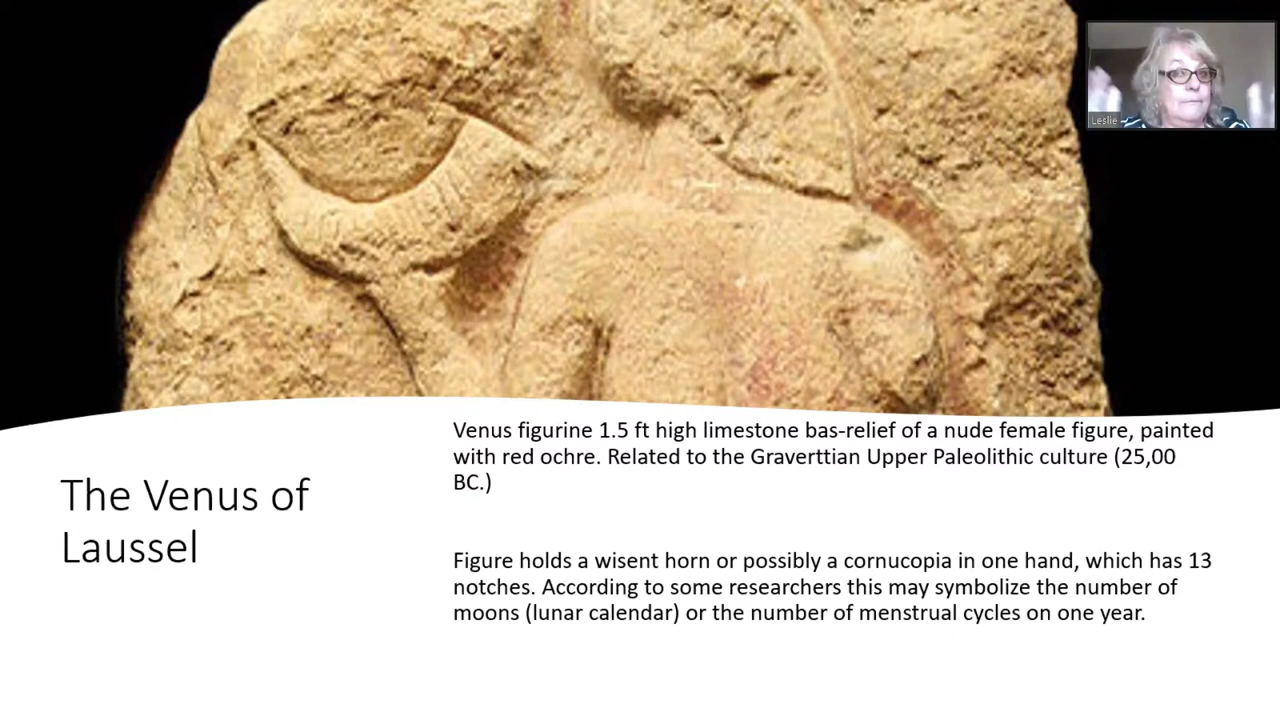 Leslie
Venus figurine 1.5 ft high limestone bas-relief of a nude female figure, painted
with red ochre. Related to the Graverttian Upper Paleolithic culture (25,00
BC.)
The Venus of
Laussel
Figure holds a wisent horn or possibly a cornucopia in one hand, which has 13
notches. According to some researchers this may symbolize the number of
moons (lunar calendar) or the number of menstrual cycles on one year.